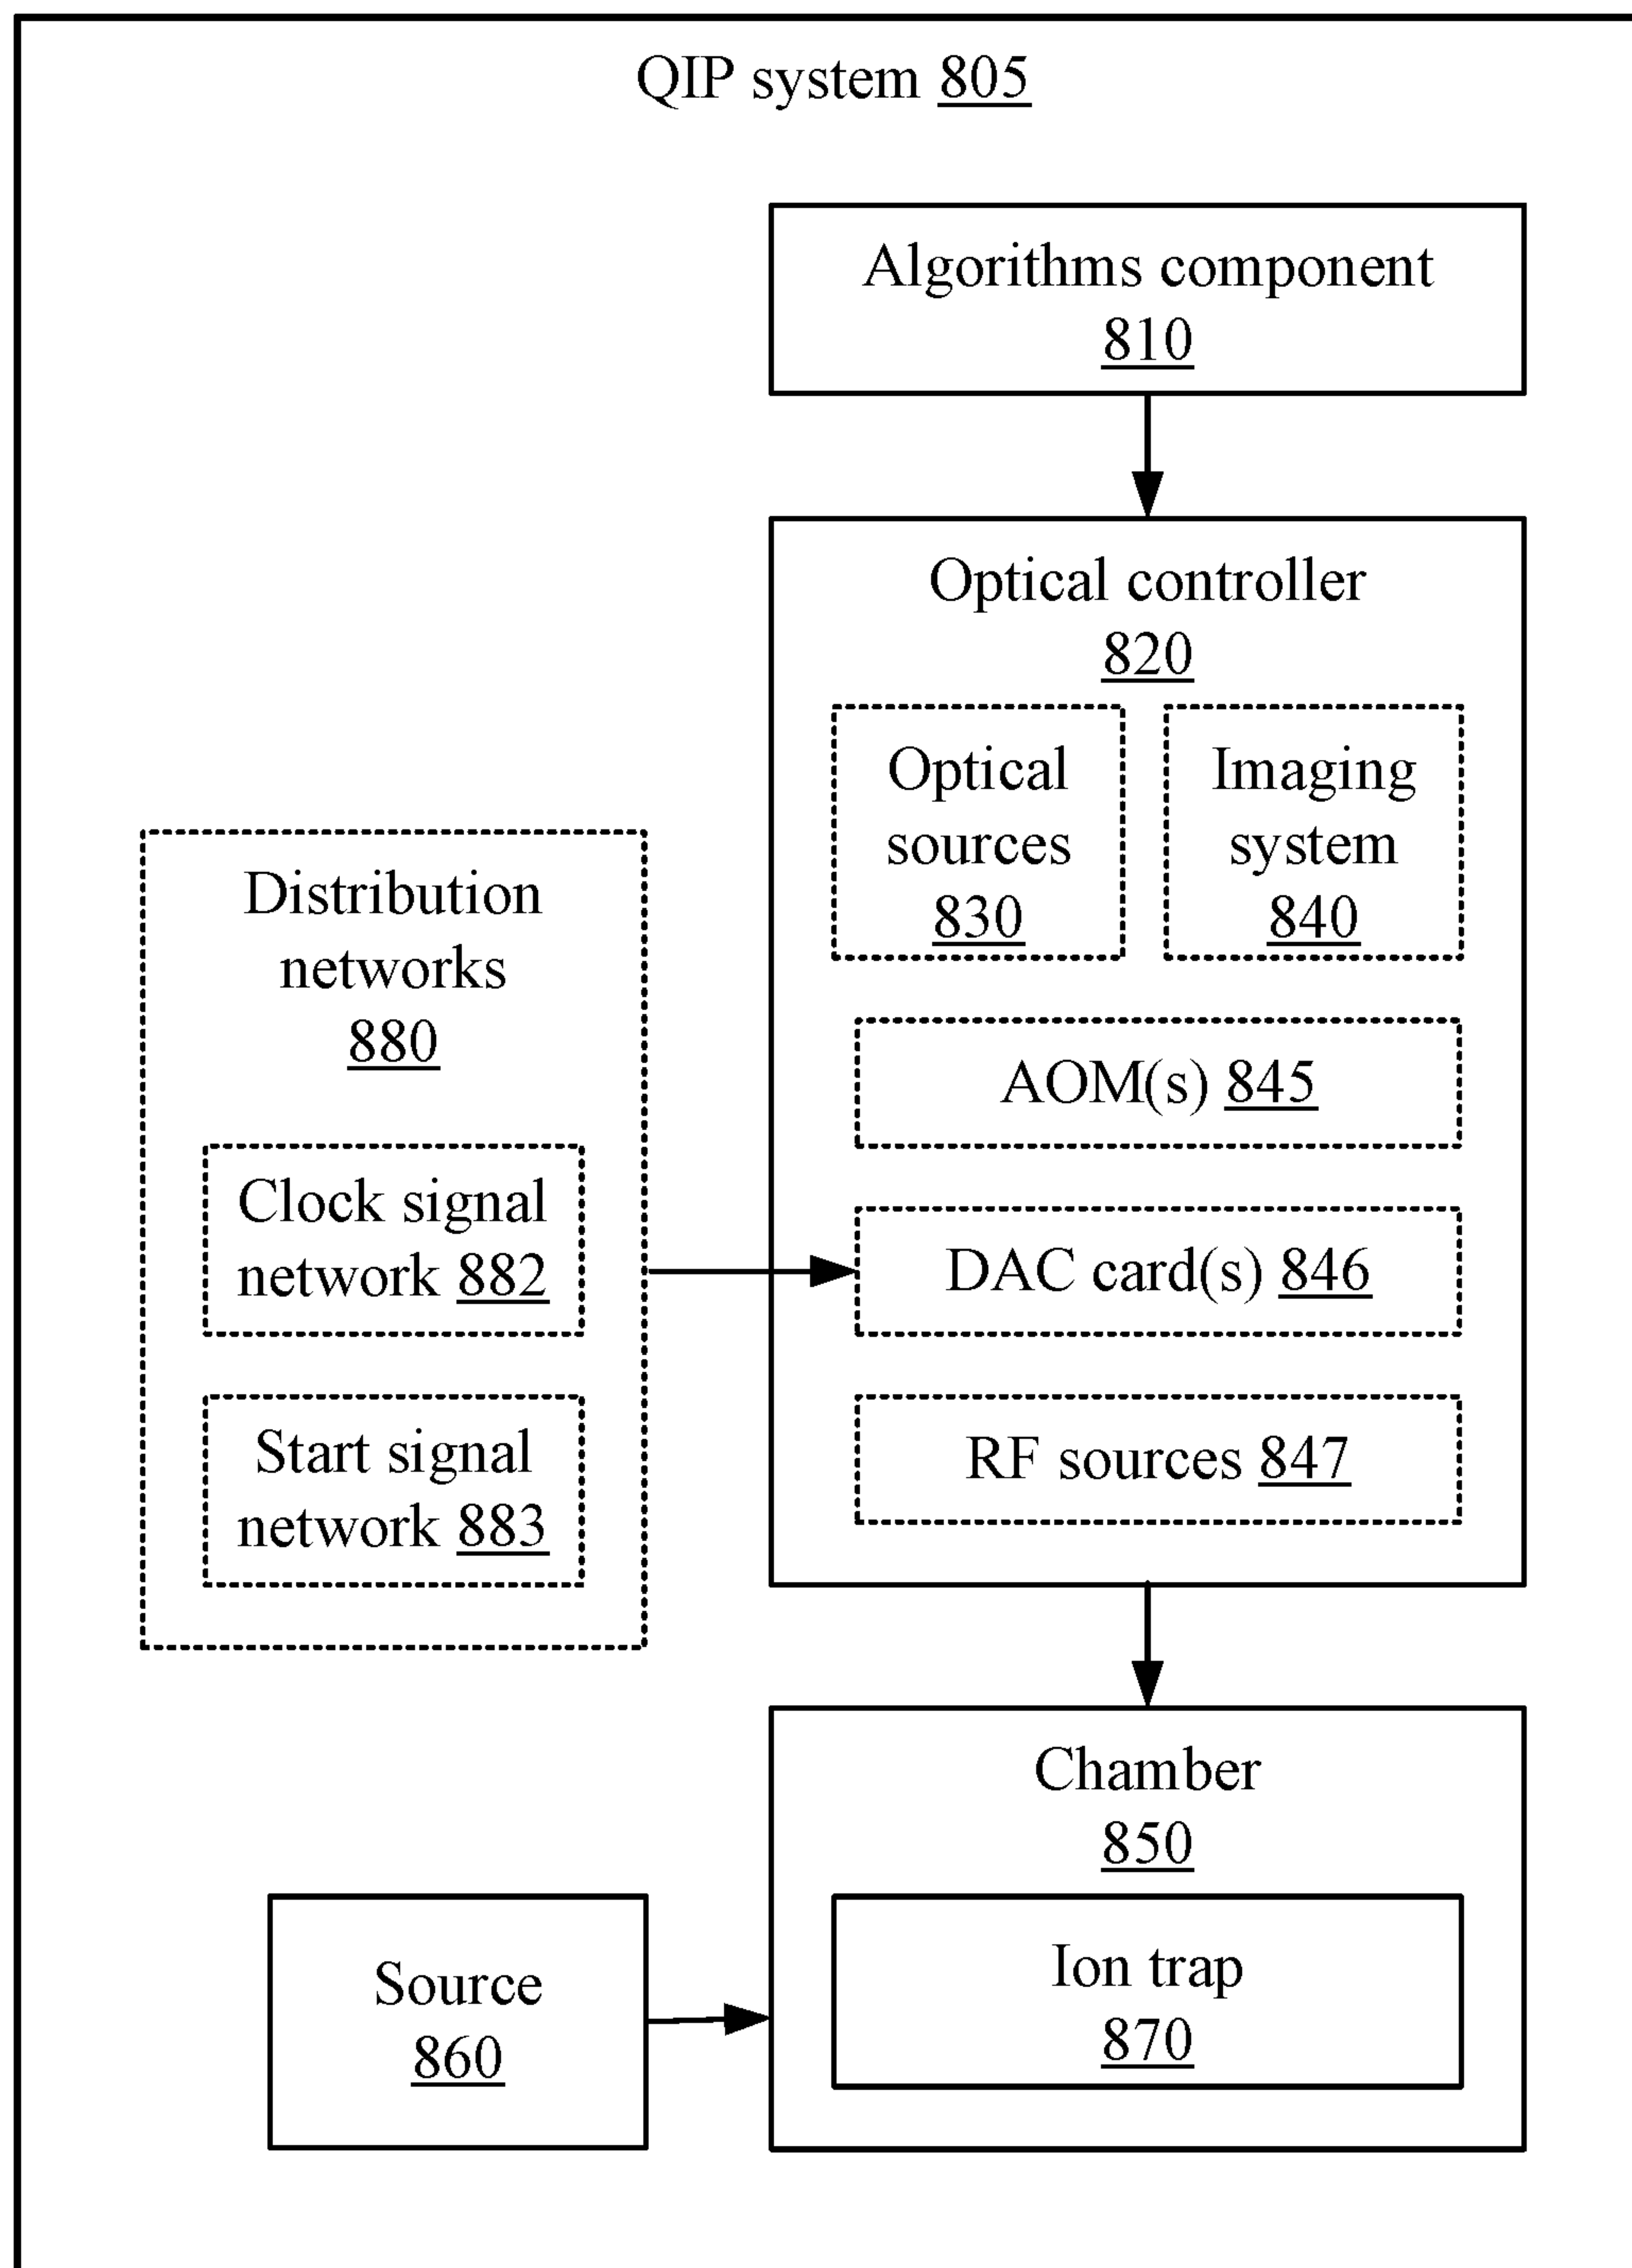 QIP system 805
Algorithms component
810
Optical controller
820
Optical
sources
830
Imaging
system
840
AOM(s) 845
DAC card(s) 846
RF sources 847
Distribution
networks
880
Clock signal
network 882
Start signal
network 883
Chamber
850
Ion trap
870
Source
860